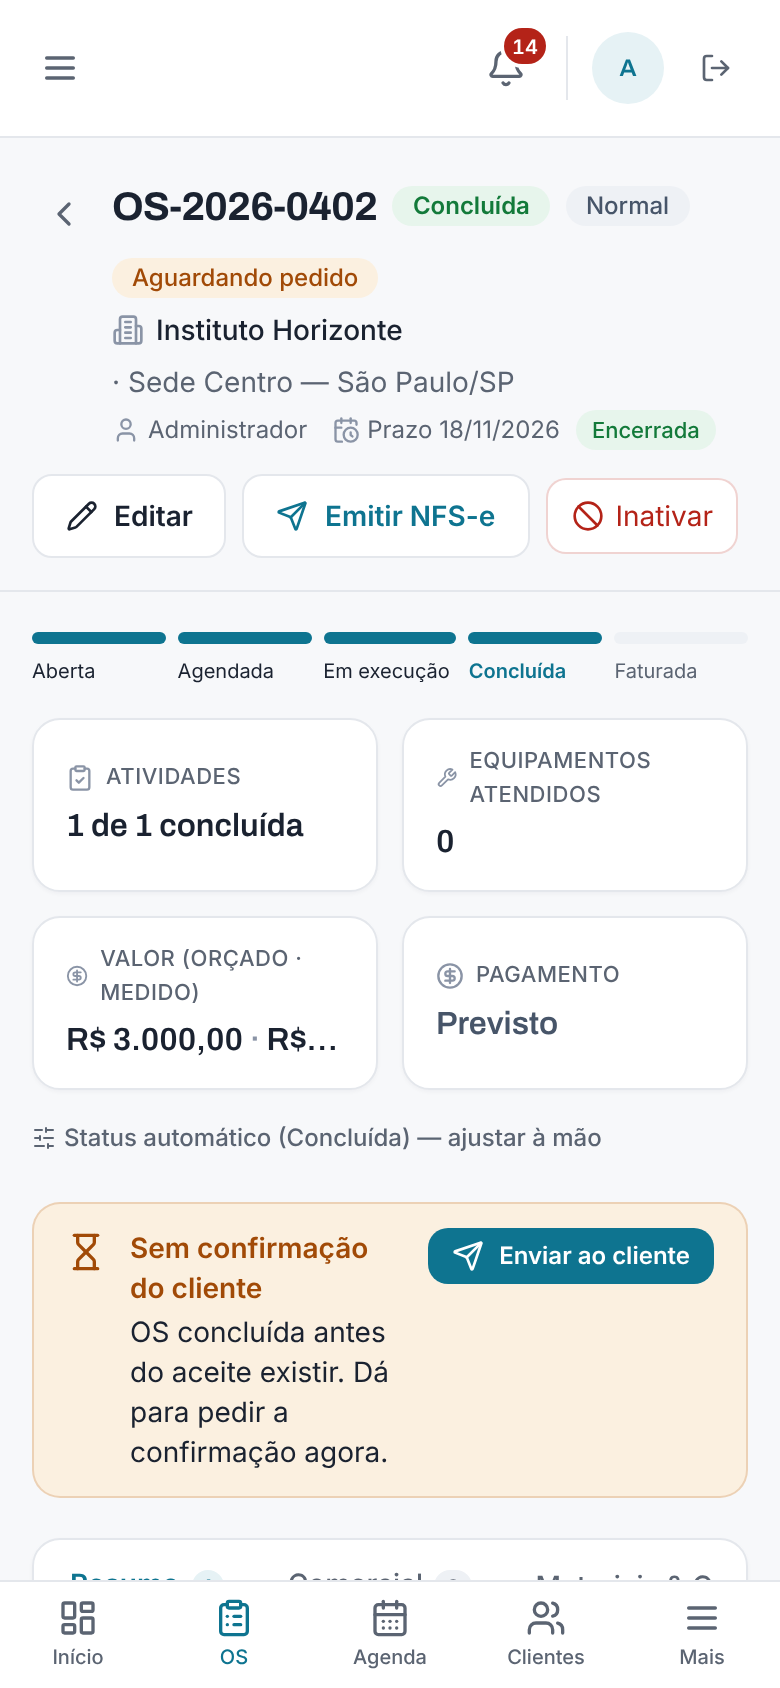 14
A
OS-2026-0402 Concluída Normal
Aguardando pedido
Instituto Horizonte
· Sede Centro — São Paulo/SP
Administrador Prazo 18/11/2026 Encerrada
Editar Emitir NFS-e Inativar
Aberta Agendada Em execução Concluída Faturada
ATIVIDADES
1 de 1 concluída
EQUIPAMENTOS
ATENDIDOS
0
VALOR (ORÇADO ·
MEDIDO)
R$ 3.000,00 · R$...
PAGAMENTO
Previsto
Status automático (Concluída) — ajustar à mão
Sem confirmação
do cliente
Enviar ao cliente
OS concluída antes
do aceite existir. Dá
para pedir a
confirmação agora.
Resumo Comercial
Início OS Agenda Clientes Mais